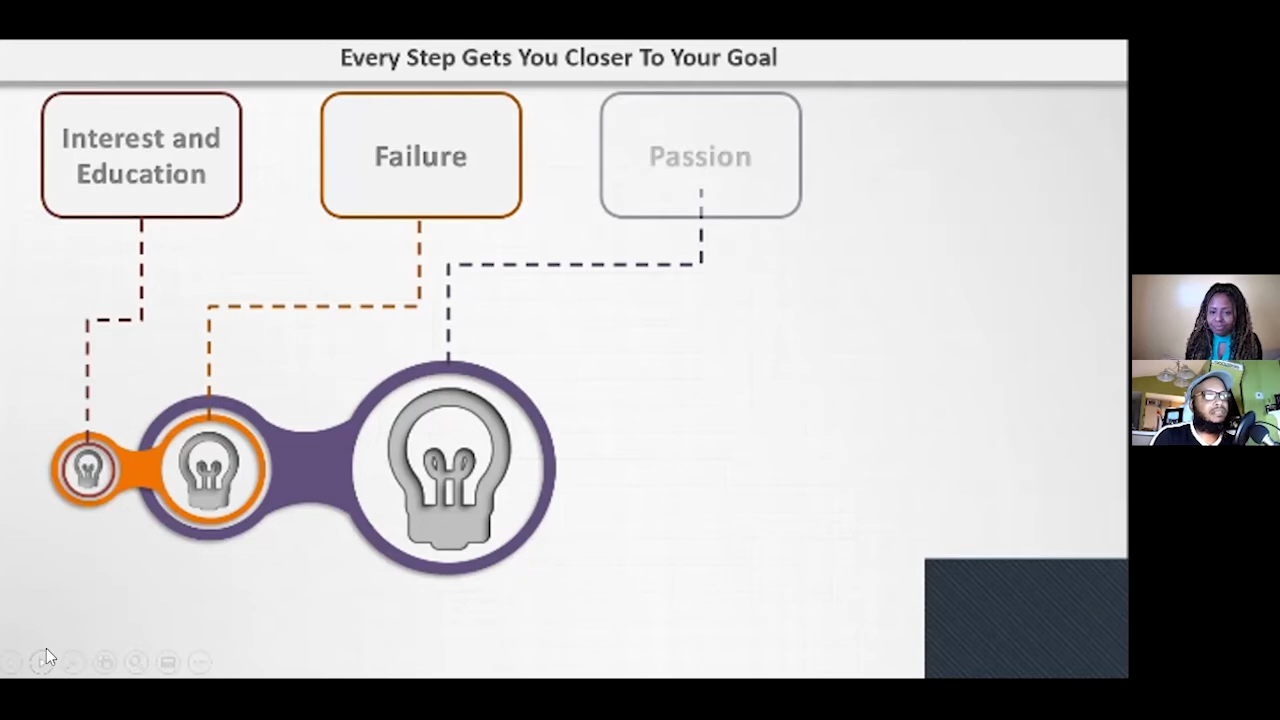 Every Step Gets You Closer To Your Goal
Interest and
Education
Failure
Passion